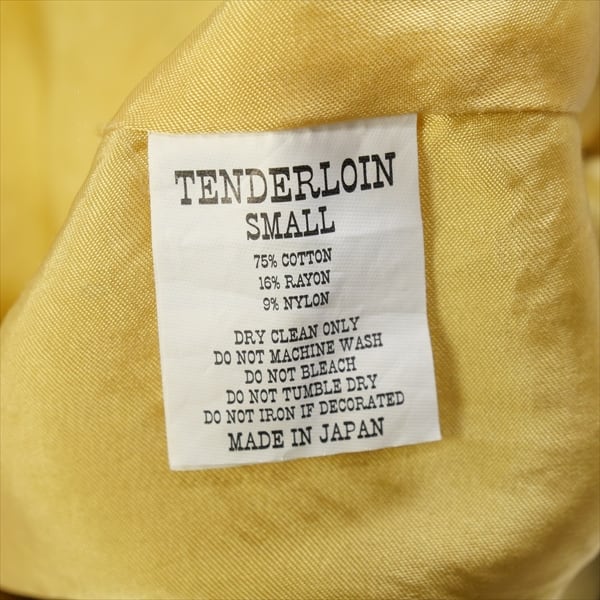 TENDERLOIN
SMALL
75% COTTON
16% RAYON
9% NYLON
DRY CLEAN ONLY
DO NOT MACHINE WASH
DO NOT BLEACH
DO NOT TUMBLE DRY
DO NOT IRON IF DECORATED
MADE IN JAPAN